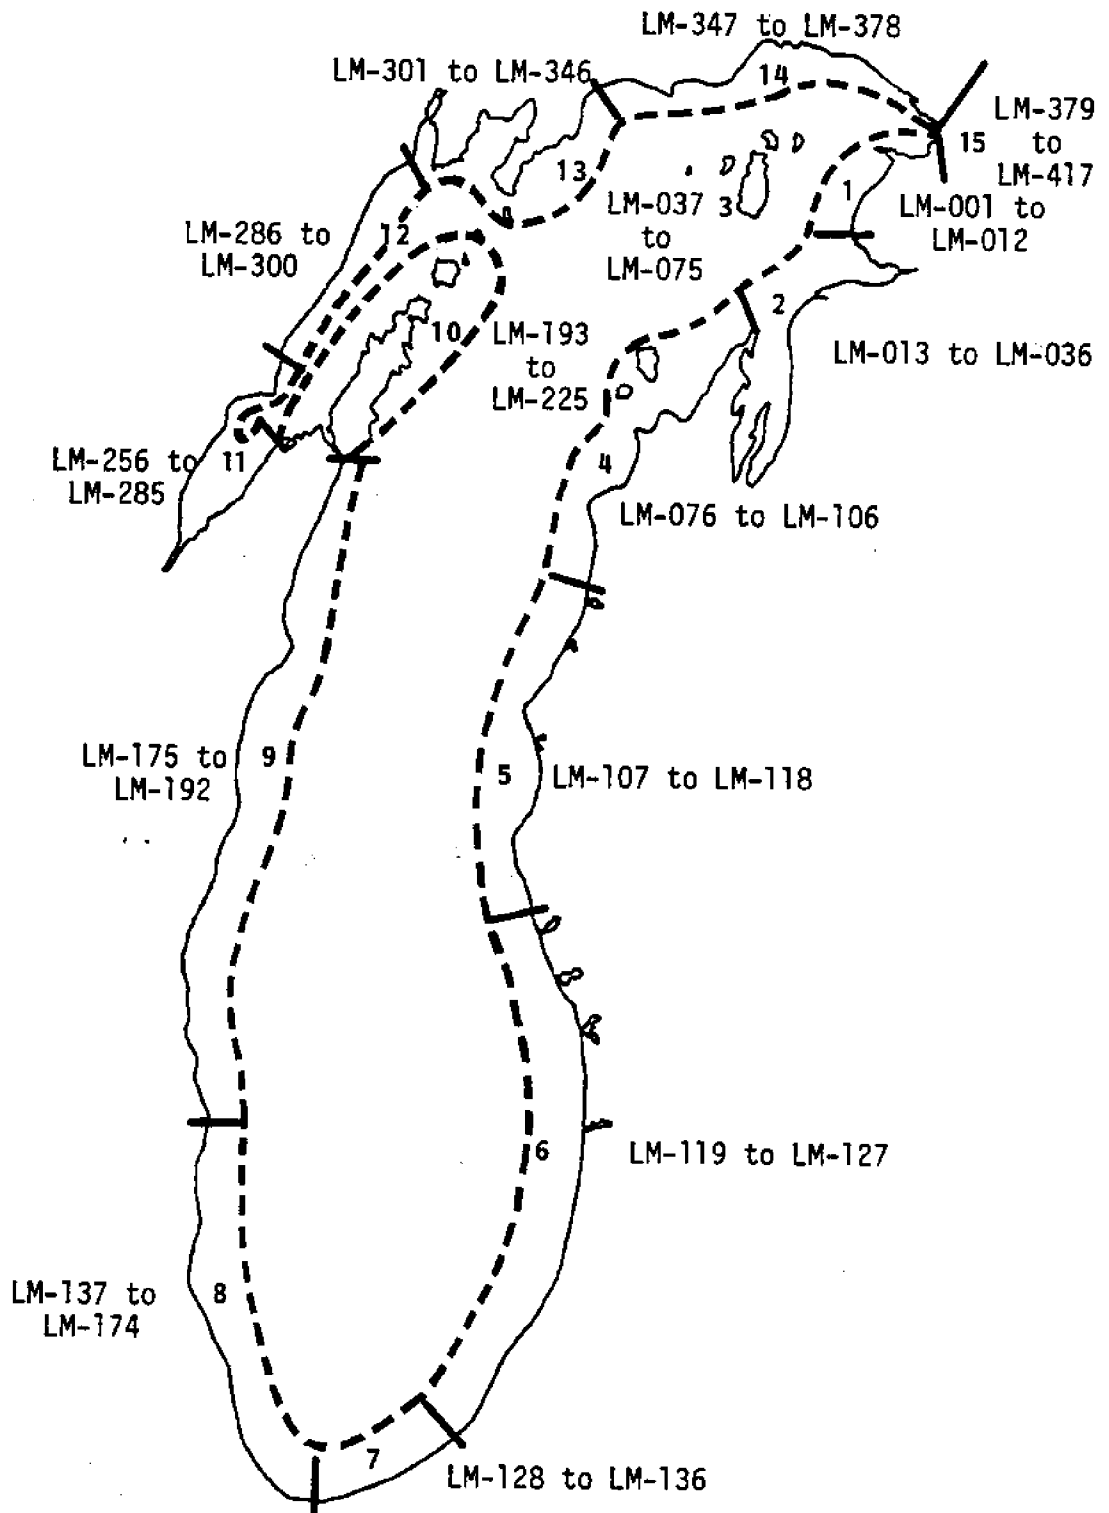 LM-347 to LM-378
LM-301 to LM-346
14
LM-379
to
LM-417
15
13
1
LM-037
to
LM-075
3
LM-001 to
LM-012
LM-286 to
LM-300
12
2
10
LM-193
to
LM-225
LM-013 to LM-036
LM-256 to
LM-285
11
4
LM-076 to LM-106
LM-175 to
LM-192
9
5
LM-107 to LM-118
6
LM-119 to LM-127
LM-137 to
LM-174
8
7
LM-128 to LM-136